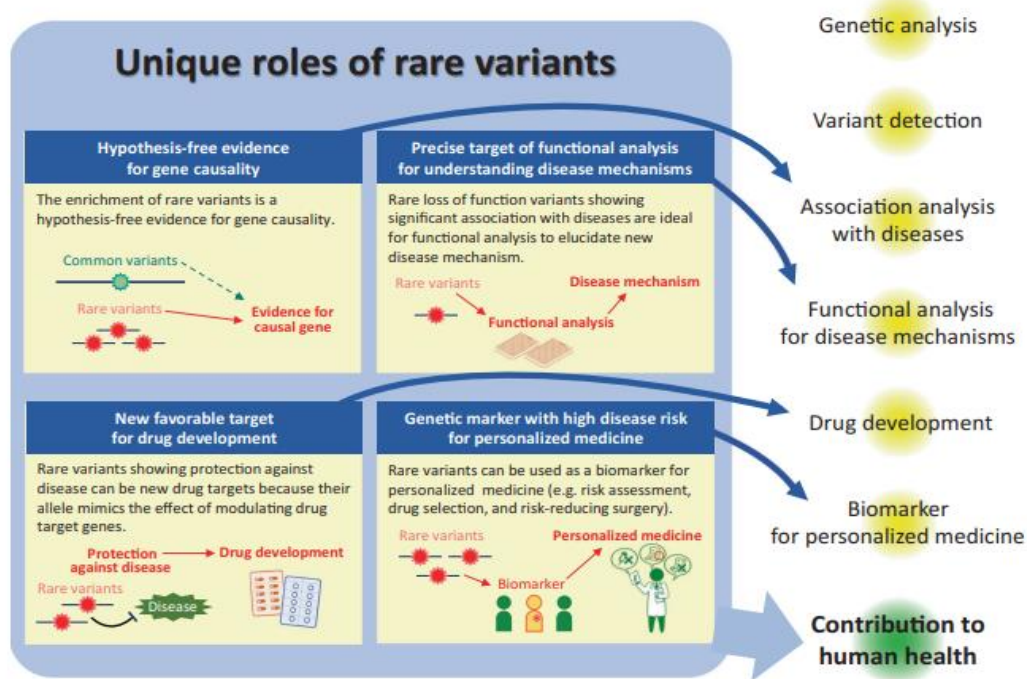 Unique roles of rare variants
Hypothesis-free evidence
for gene causality
The enrichment of rare variants is a
hypothesis-free evidence for gene causality.
Common variants
Rare variants
Evidence for
causal gene
Precise target of functional analysis
for understanding disease mechanisms
Rare loss of function variants showing
significant association with diseases are ideal
for functional analysis to elucidate new
disease mechanism.
Rare variants
Disease mechanism
Functional analysis
New favorable target
for drug development
Rare variants showing protection against
disease can be new drug targets because their
allele mimics the effect of modulating drug
target genes.
Protection
against disease
Drug development
Rare variants
Disease
Genetic marker with high disease risk
for personalized medicine
Rare variants can be used as a biomarker for
personalized medicine (e.g. risk assessment,
drug selection, and risk-reducing surgery).
Rare variants
Personalized medicine
Biomarker
Genetic analysis
Variant detection
Association analysis
with diseases
Functional analysis
for disease mechanisms
Drug development
Biomarker
for personalized medicine
Contribution to
human health